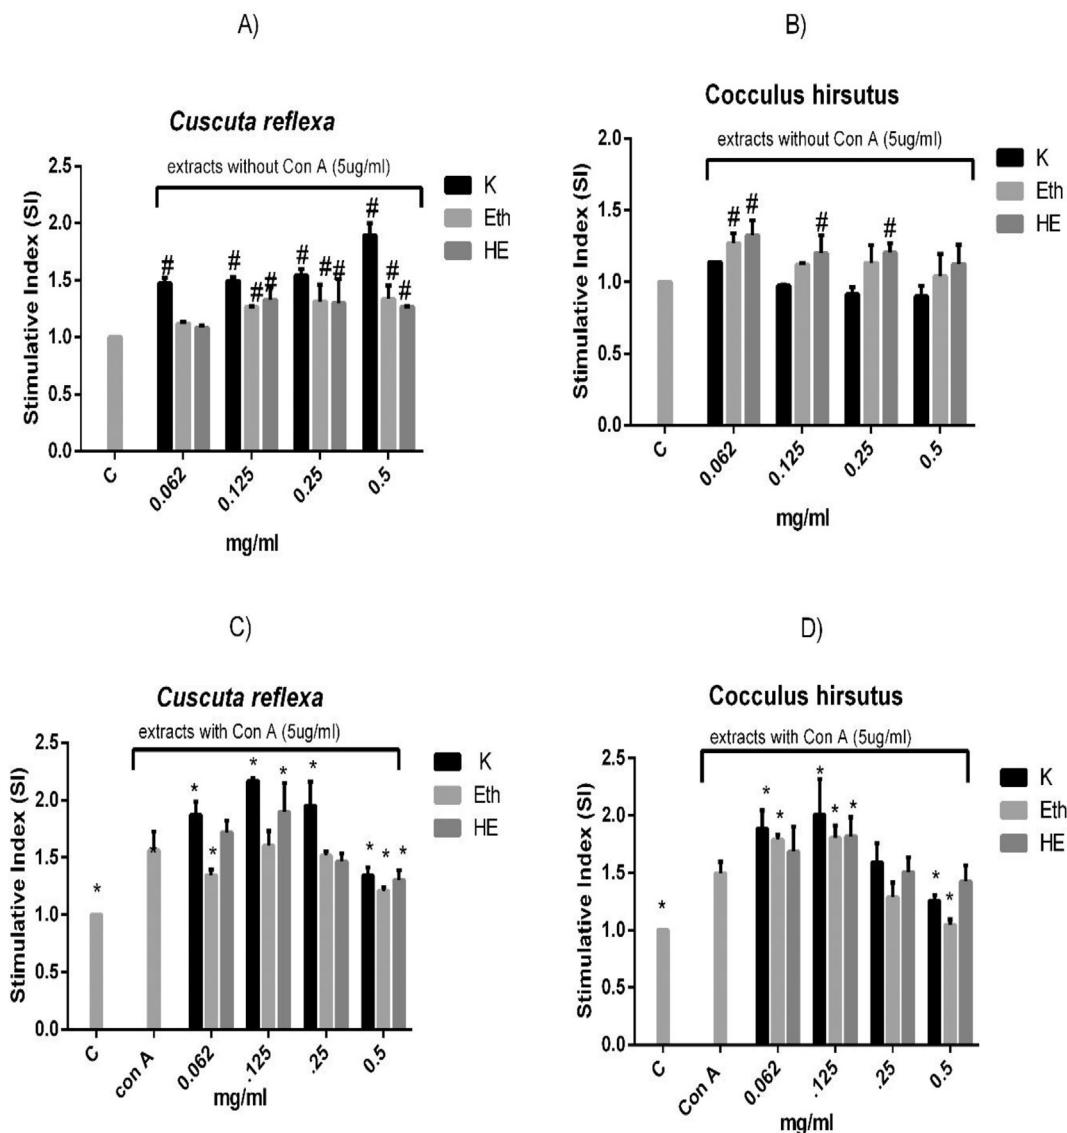 A)
Cuscuta reflexa
extracts without Con A (5ug/ml)
Stimulative Index (SI)
2.5
2.0
1.5
1.0
0.5
0.0
# # # # # # # # # #
C 0.062 0.125 0.25 0.5
mg/ml
K
Eth
HE
B)
Cocculus hirsutus
extracts without Con A (5ug/ml)
Stimulative Index (SI)
2.0
1.5
1.0
0.5
0.0
# # # #
C 0.062 0.125 0.25 0.5
mg/ml
K
Eth
HE
C)
Cuscuta reflexa
extracts with Con A (5ug/ml)
Stimulative Index (SI)
2.5
2.0
1.5
1.0
0.5
0.0
* * * * * * * * * *
C con A 0.062 .125 .25 0.5
mg/ml
K
Eth
HE
D)
Cocculus hirsutus
extracts with Con A (5ug/ml)
Stimulative Index (SI)
2.5
2.0
1.5
1.0
0.5
0.0
* * * * * * * *
C Con A 0.062 .125 .25 0.5
mg/ml
K
Eth
HE